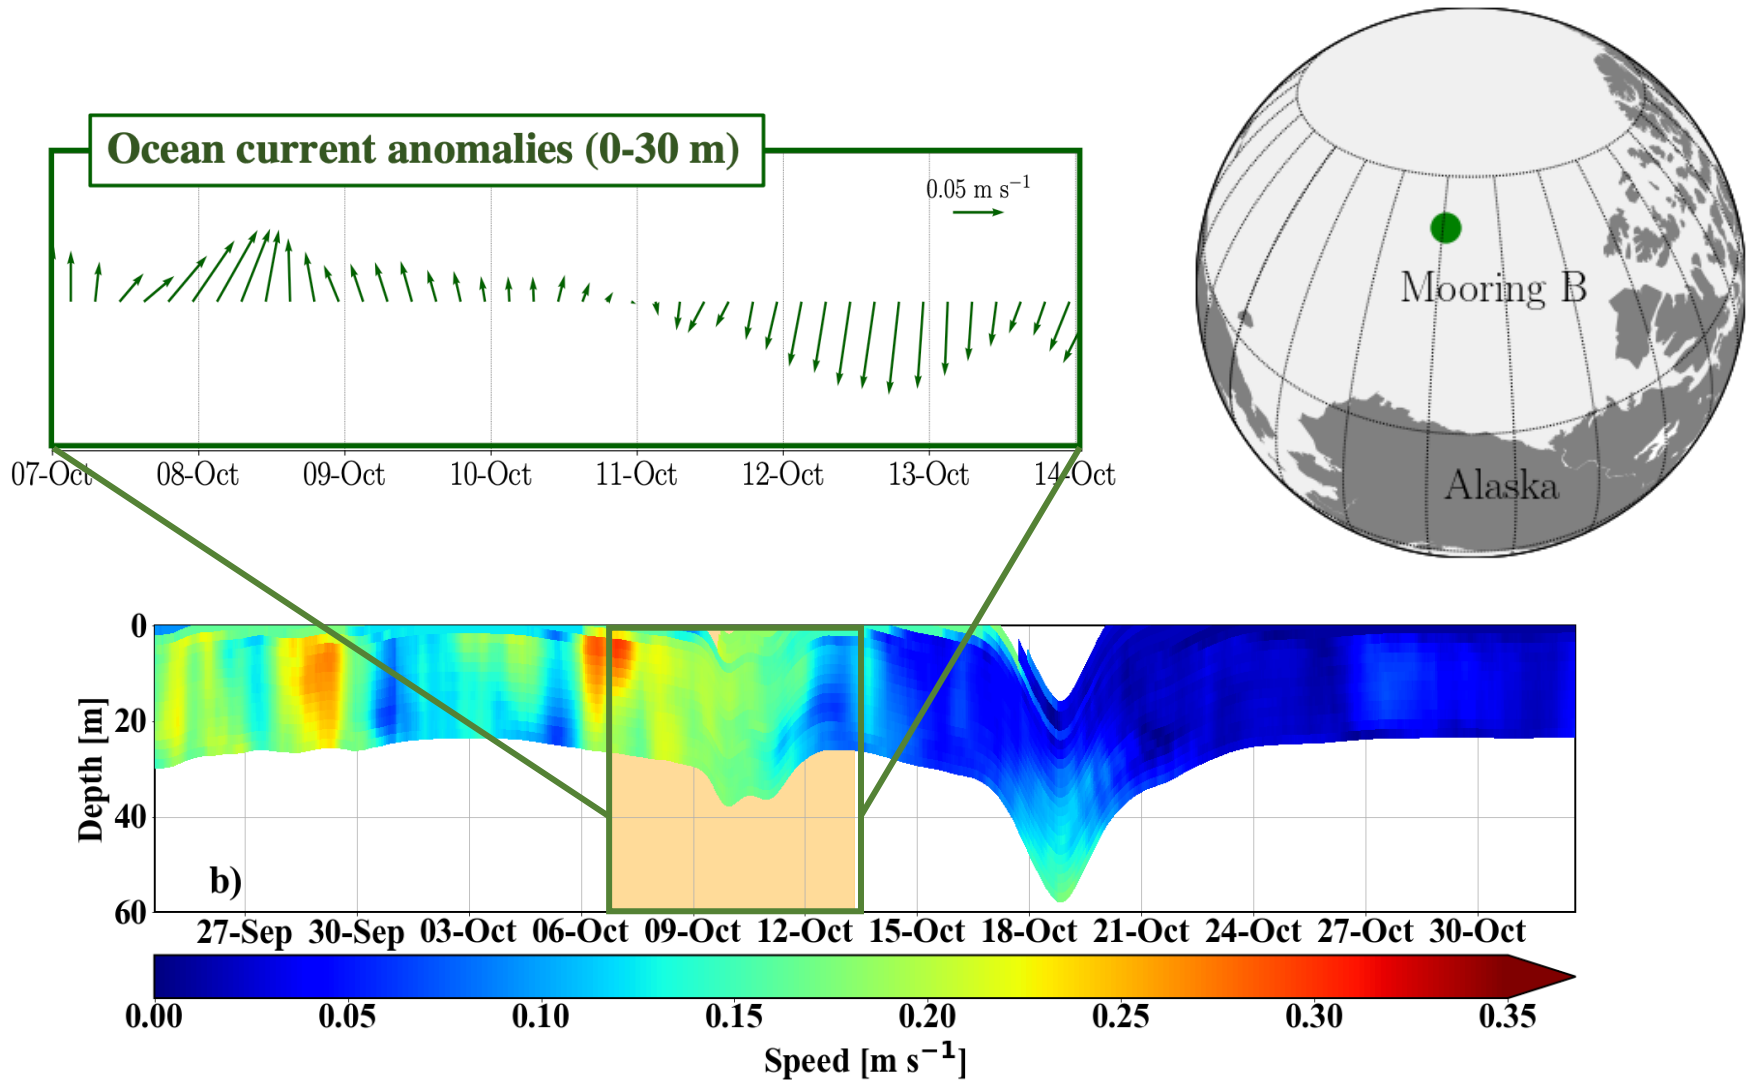 Ocean current anomalies (0-30 m)
0.05 m s⁻¹
07-Oct 08-Oct 09-Oct 10-Oct 11-Oct 12-Oct 13-Oct 14-Oct
Mooring B
Alaska
0
20
40
60
Depth [m]
b)
27-Sep 30-Sep 03-Oct 06-Oct 09-Oct 12-Oct 15-Oct 18-Oct 21-Oct 24-Oct 27-Oct 30-Oct
0.00 0.05 0.10 0.15 0.20 0.25 0.30 0.35
Speed [m s⁻¹]